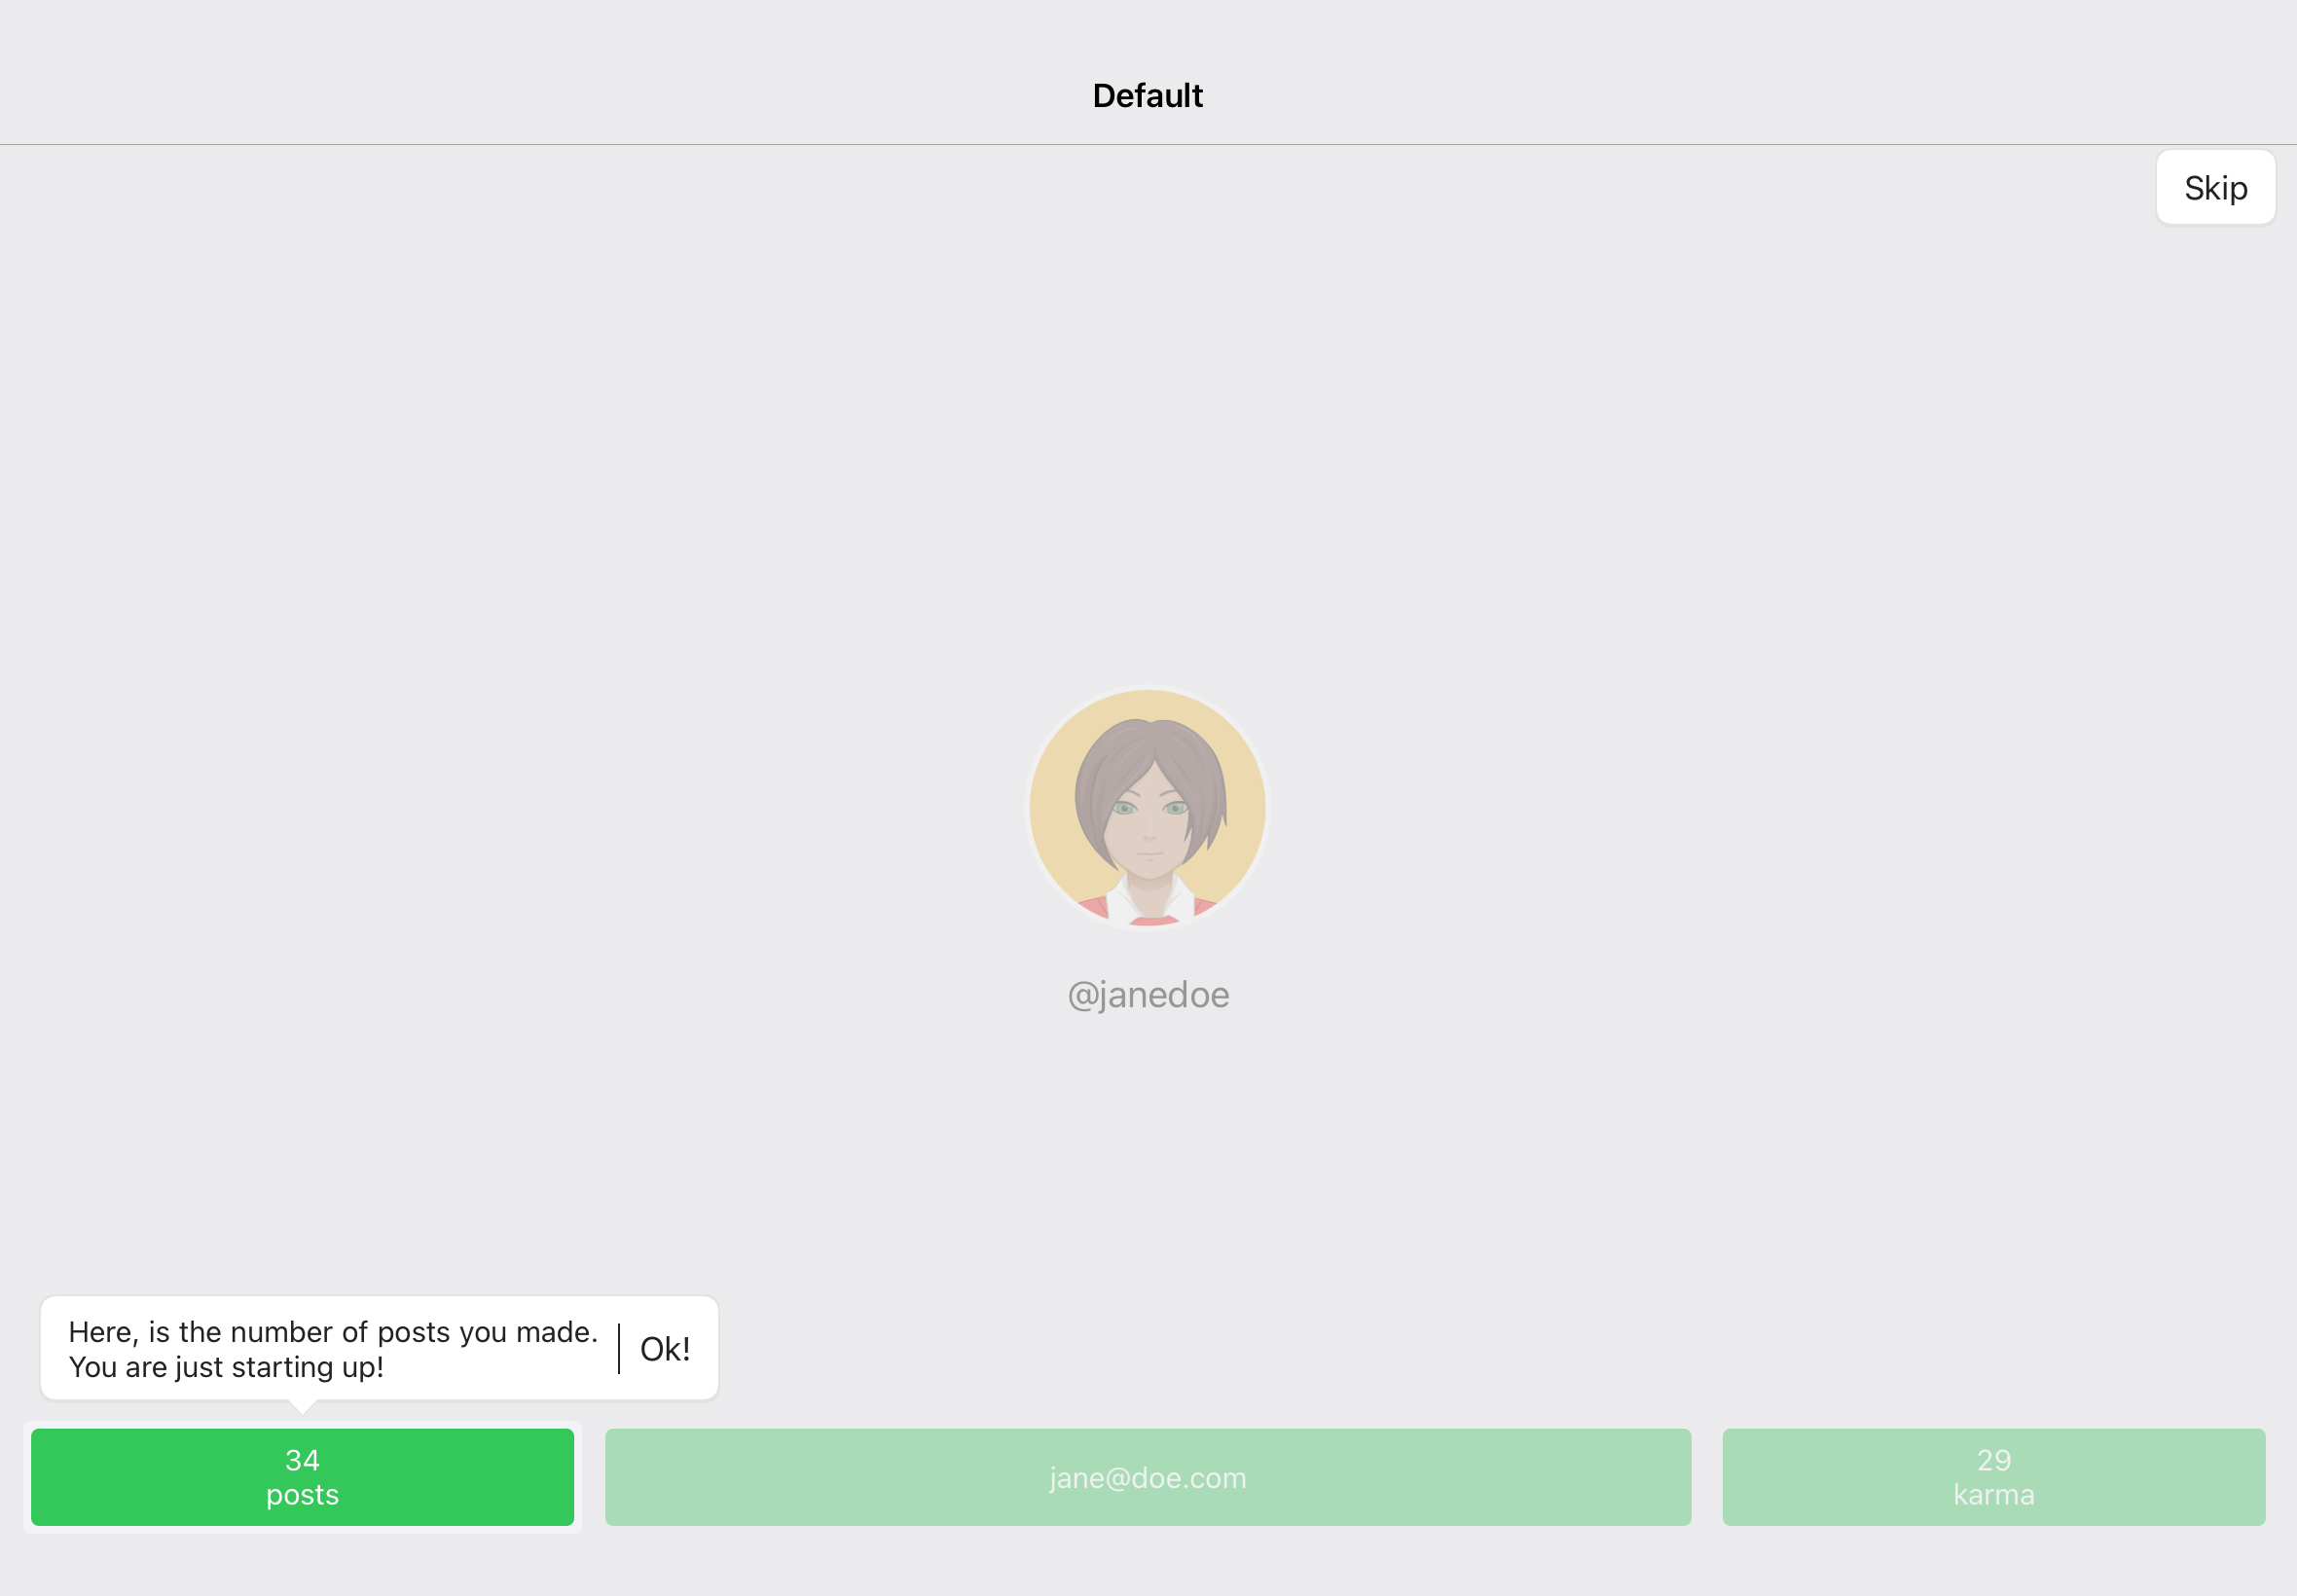 Default
Skip
@janedoe
Here, is the number of posts you made.
You are just starting up!
Ok!
34
posts
jane@doe.com
29
karma